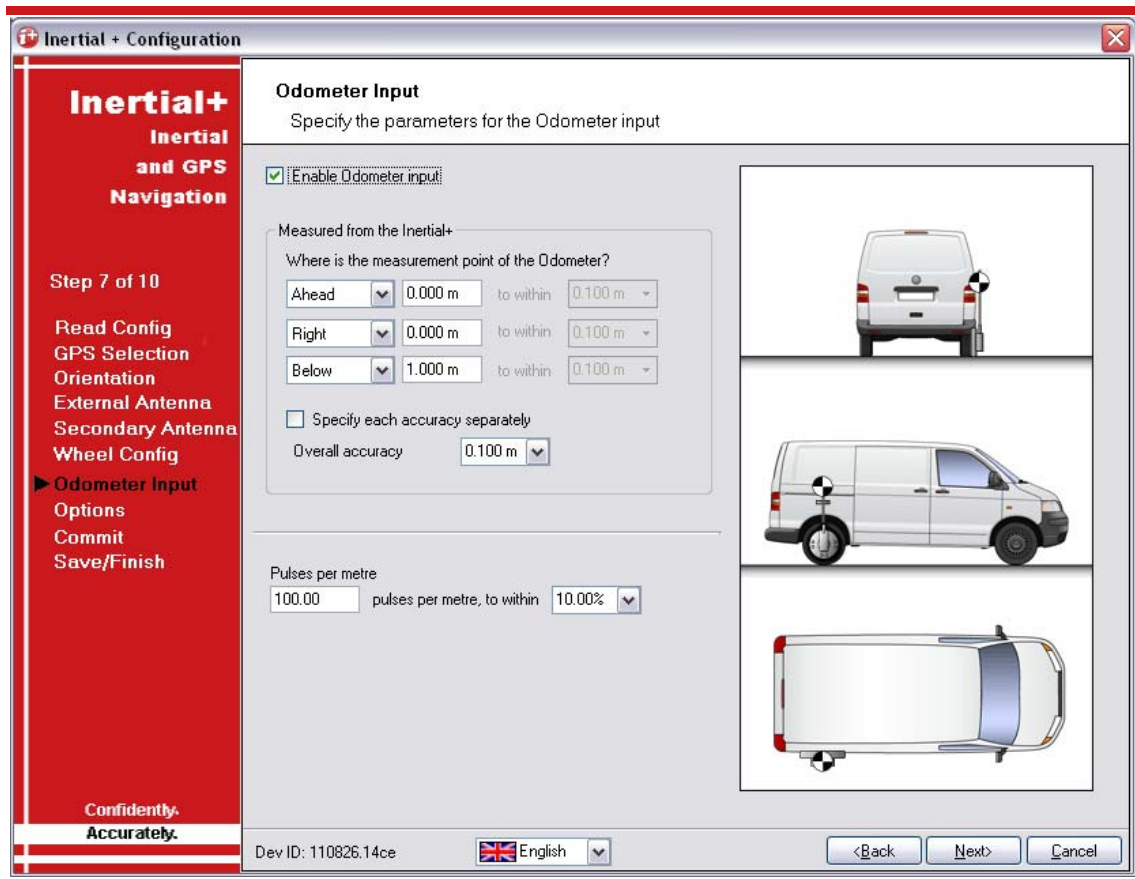 Inertial + Configuration
Inertial+
Inertial
and GPS
Navigation
Step 7 of 10
Read Config
GPS Selection
Orientation
External Antenna
Secondary Antenna
Wheel Config
Odometer Input
Options
Commit
Save/Finish
Confidently.
Accurately.
Odometer Input
Specify the parameters for the Odometer input
Enable Odometer input
Measured from the Inertial+
Where is the measurement point of the Odometer?
Ahead 0.000 m to within 0.100 m
Right 0.000 m to within 0.100 m
Below 1.000 m to within 0.100 m
Specify each accuracy separately
Overall accuracy 0.100 m
Pulses per metre
100.00 pulses per metre, to within 10.00%
Dev ID: 110826.14ce English <Back Next> Cancel